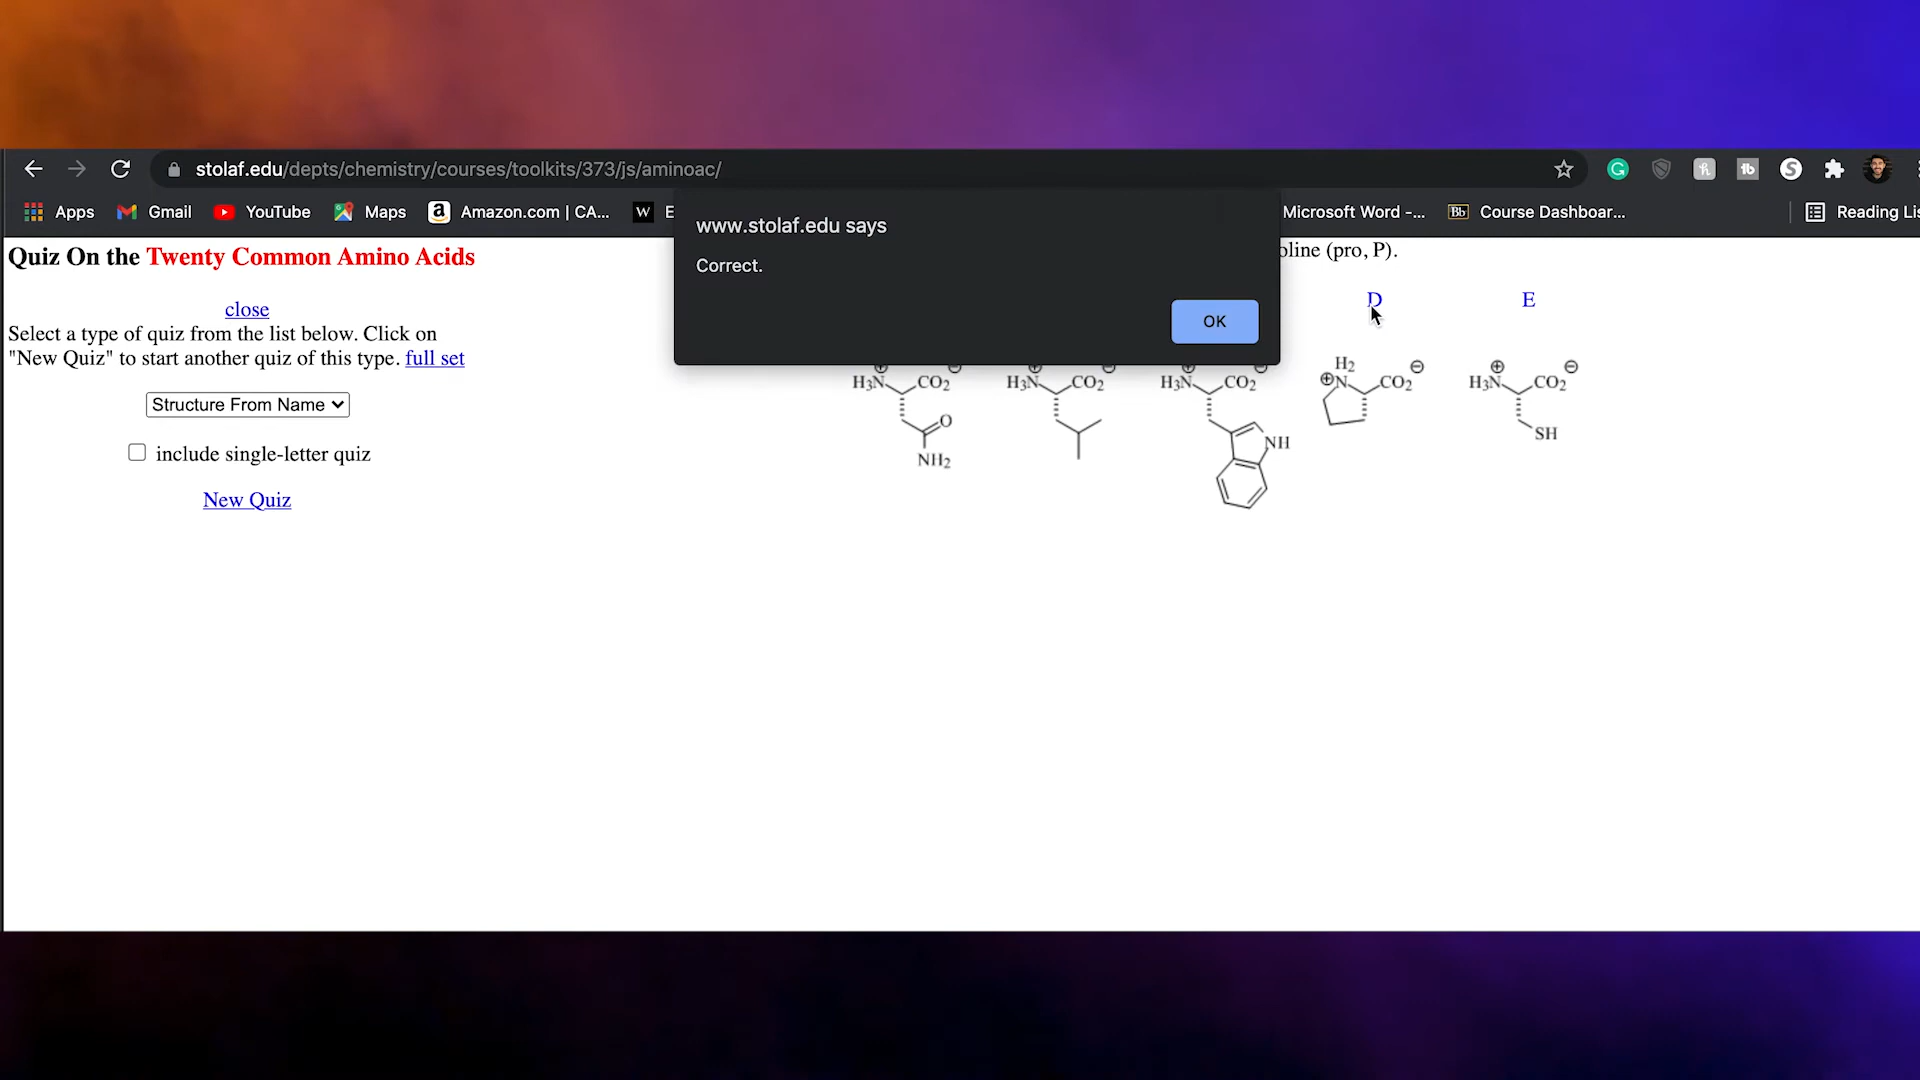 stolaf.edu/depts/chemistry/courses/toolkits/373/js/aminoac/
Apps Gmail YouTube Maps Amazon.com | CA... W E Microsoft Word -... Bb Course Dashboar... Reading Lis
www.stolaf.edu says
Correct.
OK
Quiz On the Twenty Common Amino Acids
oline (pro, P).
close
Select a type of quiz from the list below. Click on
"New Quiz" to start another quiz of this type. full set
Structure From Name
include single-letter quiz
New Quiz
D E
H3N CO2 O NH2
H3N CO2
H3N CO2 NH
H2 N CO2
H3N CO2 SH